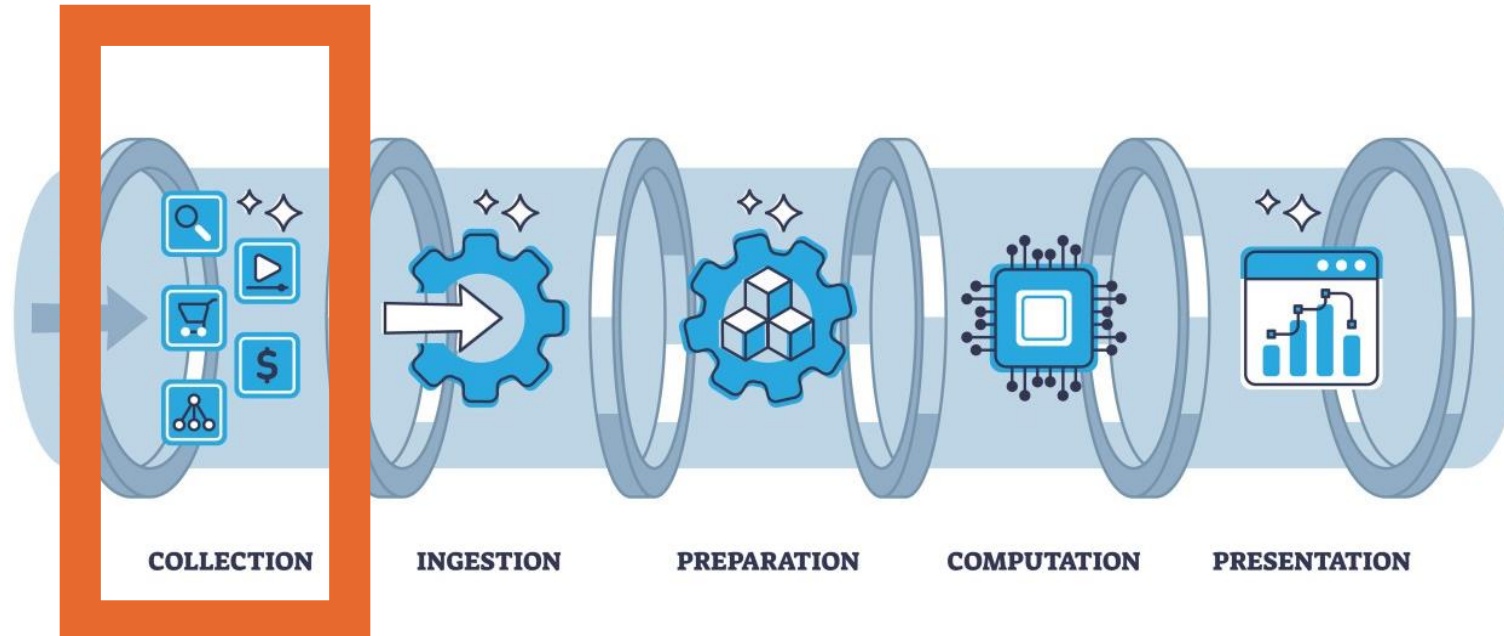 $
COLLECTION
INGESTION
PREPARATION
COMPUTATION
PRESENTATION